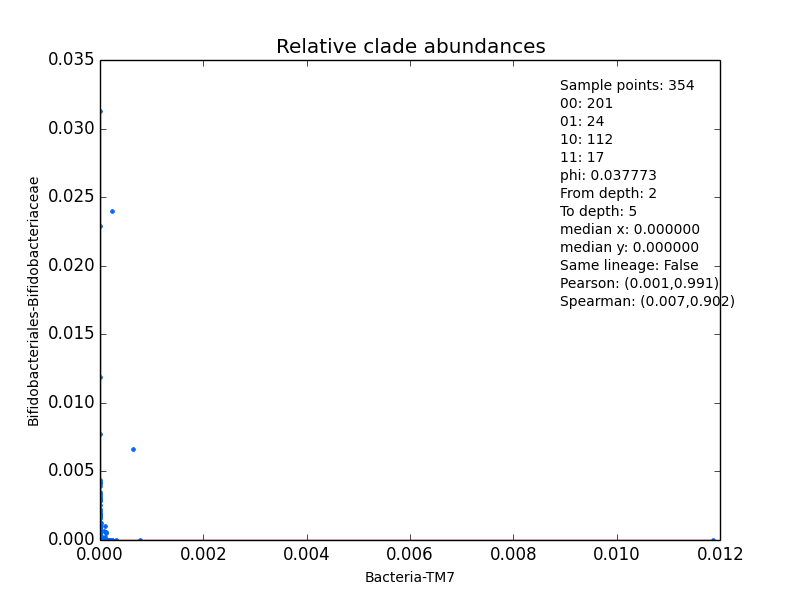 Relative clade abundances
0.035
0.030
0.025
0.020
0.015
0.010
0.005
0.000
Bifidobacteriales-Bifidobacteriaceae
Sample points: 354
00: 201
01: 24
10: 112
11: 17
phi: 0.037773
From depth: 2
To depth: 5
median x: 0.000000
median y: 0.000000
Same lineage: False
Pearson: (0.001,0.991)
Spearman: (0.007,0.902)
0.000 0.002 0.004 0.006 0.008 0.010 0.012
Bacteria-TM7